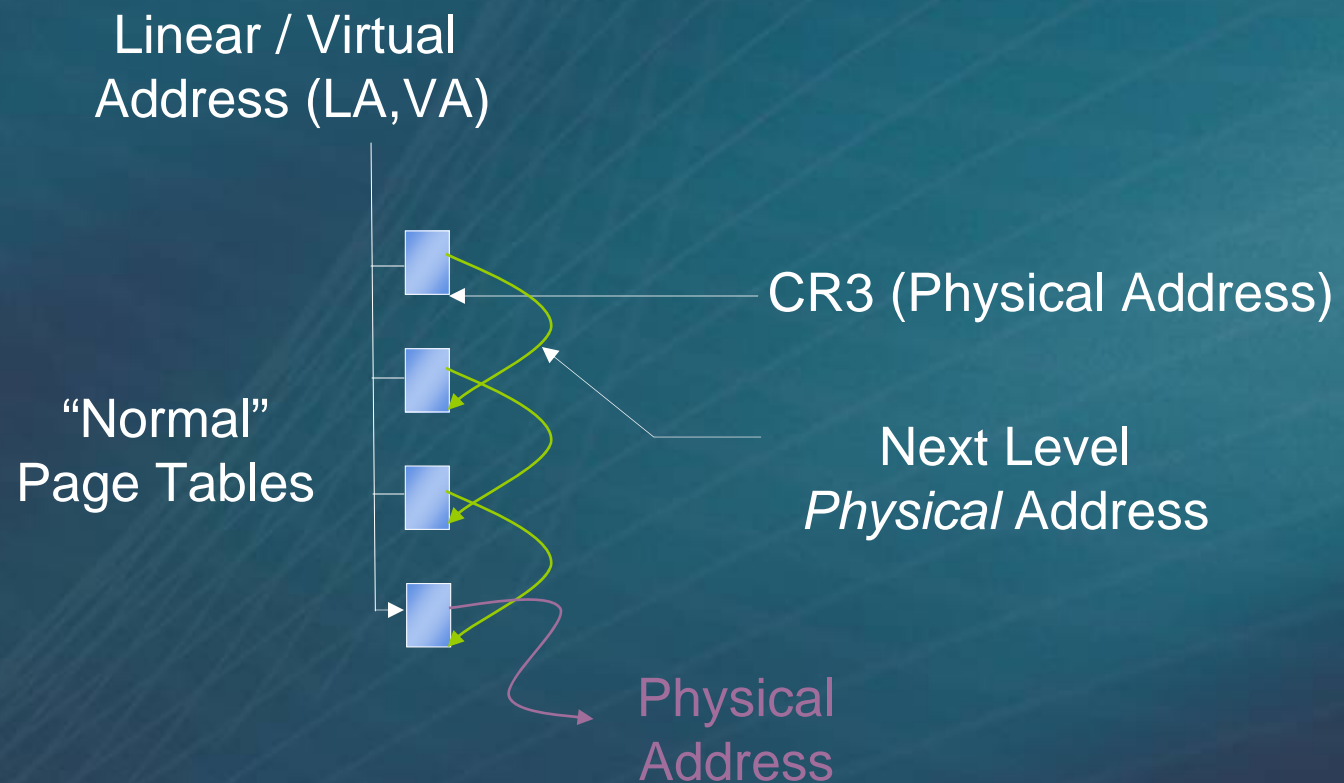 Linear / Virtual
Address (LA,VA)
CR3 (Physical Address)
“Normal”
Page Tables
Next Level
Physical Address
Physical
Address